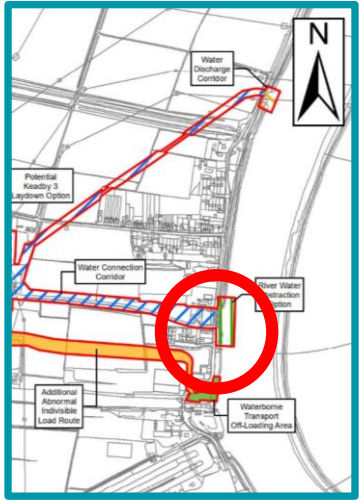 N
Water
Discharge
Corridor
Potential
Keadby 3
Laydown Option
Water Connection
Corridor
River Water
Abstraction
Option
Additional
Abnormal
Indivisible
Load Route
Waterborne
Transport
Off-Loading Area